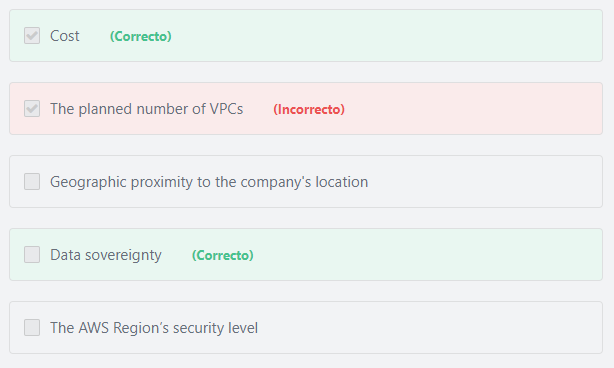 Cost (Correcto)
The planned number of VPCs (Incorrecto)
Geographic proximity to the company's location
Data sovereignty (Correcto)
The AWS Region's security level